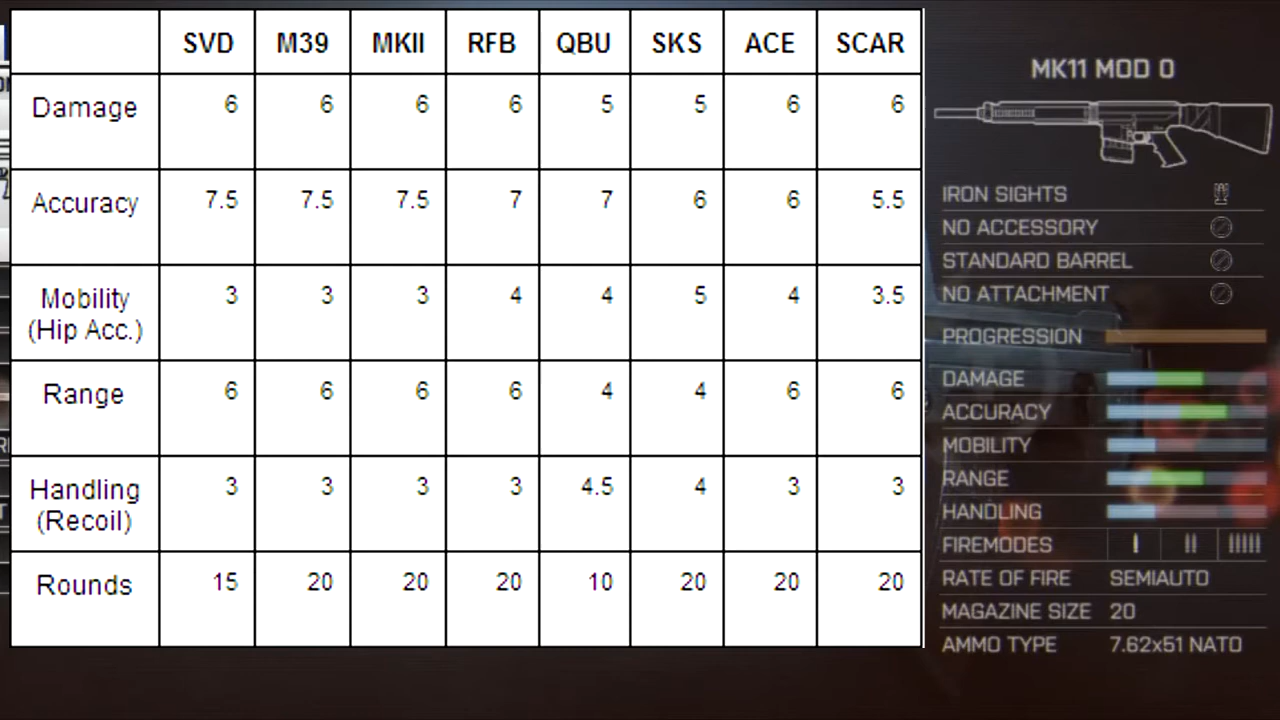 SVD M39 MKII RFB QBU SKS ACE SCAR
Damage 6 6 6 6 5 5 6 6
Accuracy 7.5 7.5 7.5 7 7 6 6 5.5
Mobility
(Hip Acc.) 3 3 3 4 4 5 4 3.5
Range 6 6 6 6 4 4 6 6
Handling
(Recoil) 3 3 3 3 4.5 4 3 3
Rounds 15 20 20 20 10 20 20 20
MK11 MOD 0
IRON SIGHTS
NO ACCESSORY
STANDARD BARREL
NO ATTACHMENT
PROGRESSION
DAMAGE
ACCURACY
MOBILITY
RANGE
HANDLING
FIREMODES
RATE OF FIRE SEMIAUTO
MAGAZINE SIZE 20
AMMO TYPE 7.62x51 NATO